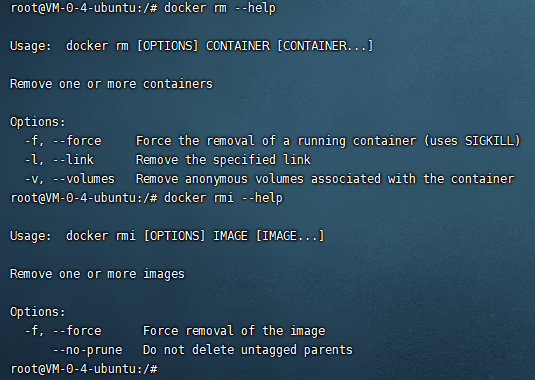 root@VM-0-4-ubuntu:/# docker rm --help
Usage:  docker rm [OPTIONS] CONTAINER [CONTAINER...]
Remove one or more containers
Options:
  -f, --force     Force the removal of a running container (uses SIGKILL)
  -l, --link      Remove the specified link
  -v, --volumes   Remove anonymous volumes associated with the container
root@VM-0-4-ubuntu:/# docker rmi --help
Usage:  docker rmi [OPTIONS] IMAGE [IMAGE...]
Remove one or more images
Options:
  -f, --force      Force removal of the image
      --no-prune   Do not delete untagged parents
root@VM-0-4-ubuntu:/#